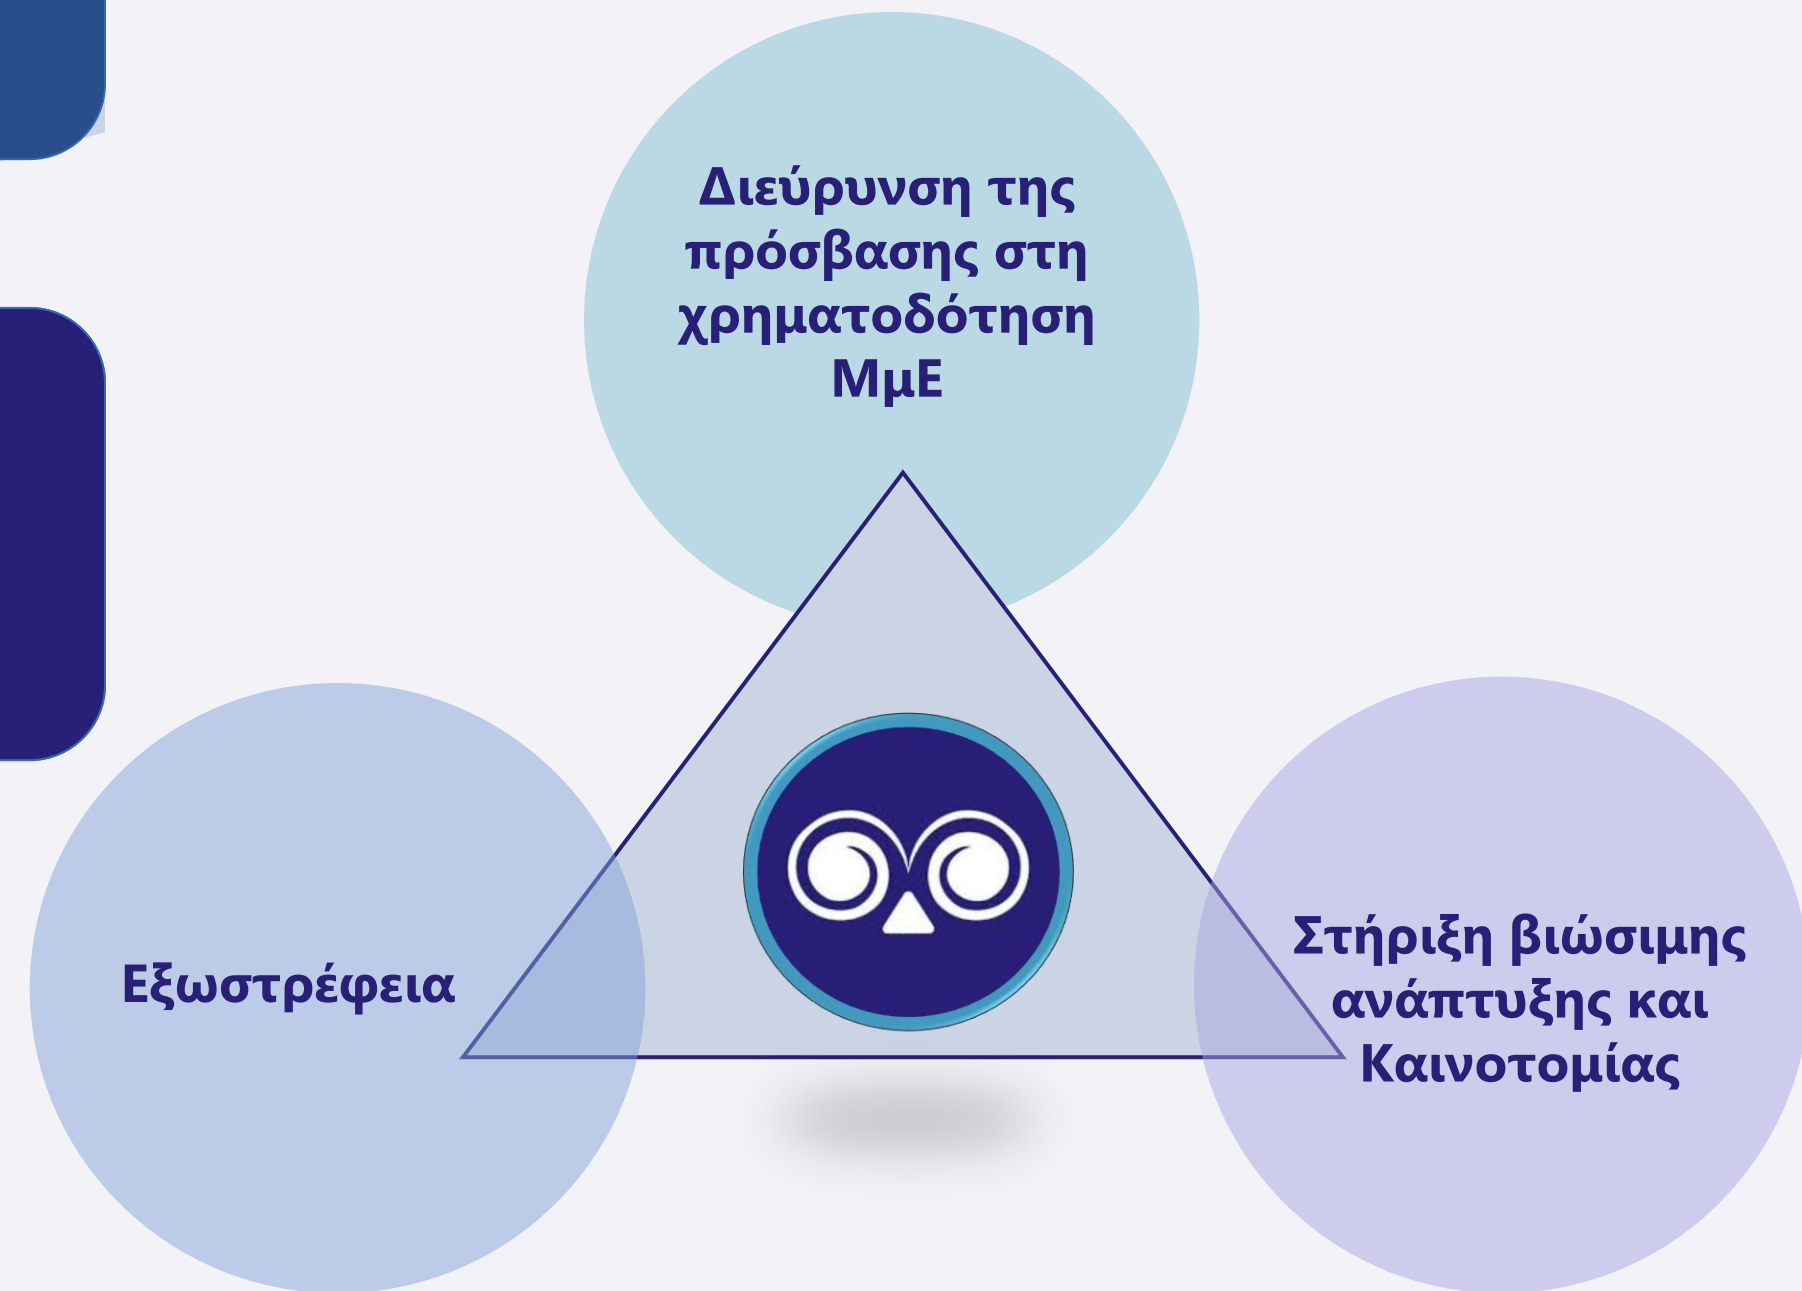 Διεύρυνση της
πρόσβασης στη
χρηματοδότηση
ΜμΕ
Εξωστρέφεια
Στήριξη βιώσιμης
ανάπτυξης και
Καινοτομίας